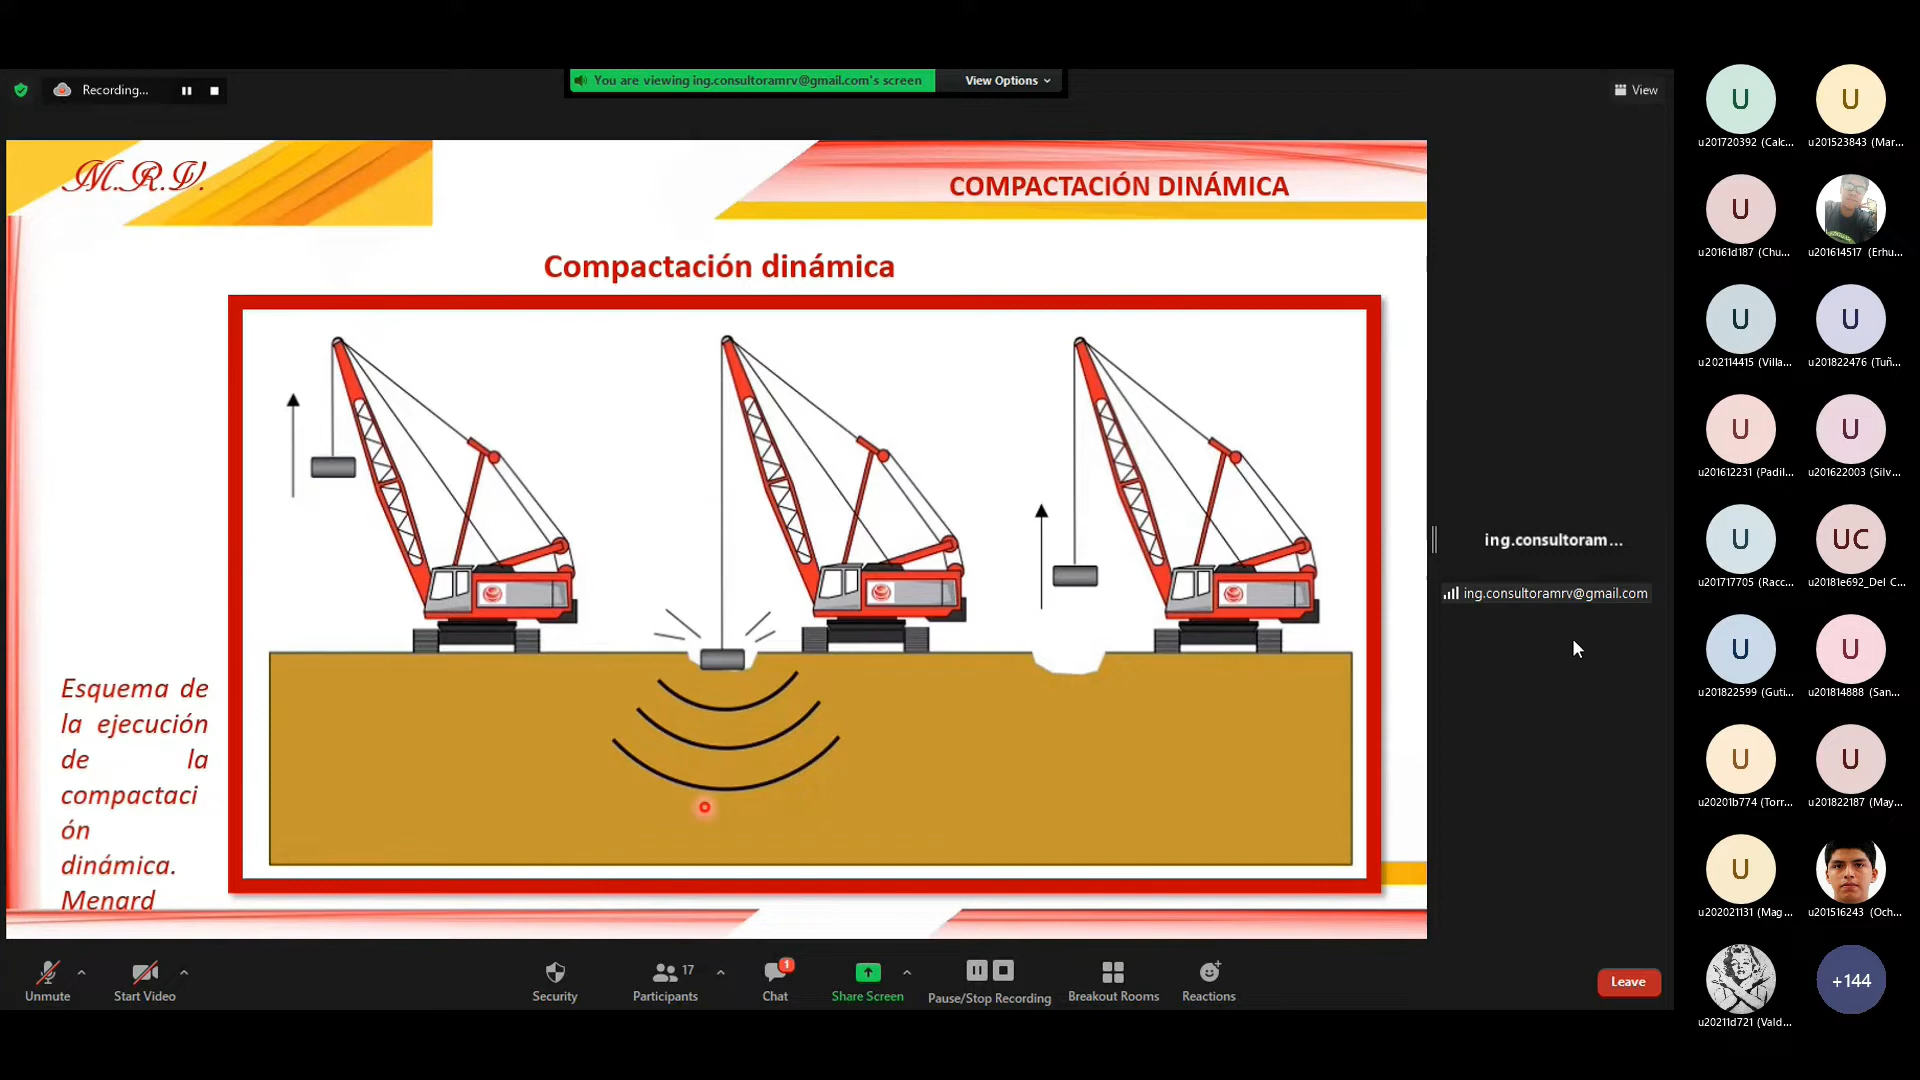 Recording...
You are viewing ing.consultoramrv@gmail.com's screen
View Options
View
M.R.V.
COMPACTACIÓN DINÁMICA
Compactación dinámica
Esquema de
la ejecución
de la
compactaci
ón
dinámica.
Menard
ing.consultoram...
ing.consultoramrv@gmail.com
Unmute
Start Video
Security
17
Participants
1
Chat
Share Screen
Pause/Stop Recording
Breakout Rooms
Reactions
Leave
U
u201720392 (Calc...
U
u201523843 (Mar...
U
u20161d187 (Chu...
u201614517 (Erhu...
U
u202114415 (Villa...
U
u201822476 (Tuñ...
U
u201612231 (Padil...
U
u201622003 (Silv...
U
u201717705 (Racc...
UC
u20181e692_Del C...
U
u201822599 (Guti...
U
u201814888 (San...
U
u20201b774 (Torr...
U
u201822187 (May...
U
u202021131 (Mag...
u201516243 (Och...
u20211d721 (Vald...
+144